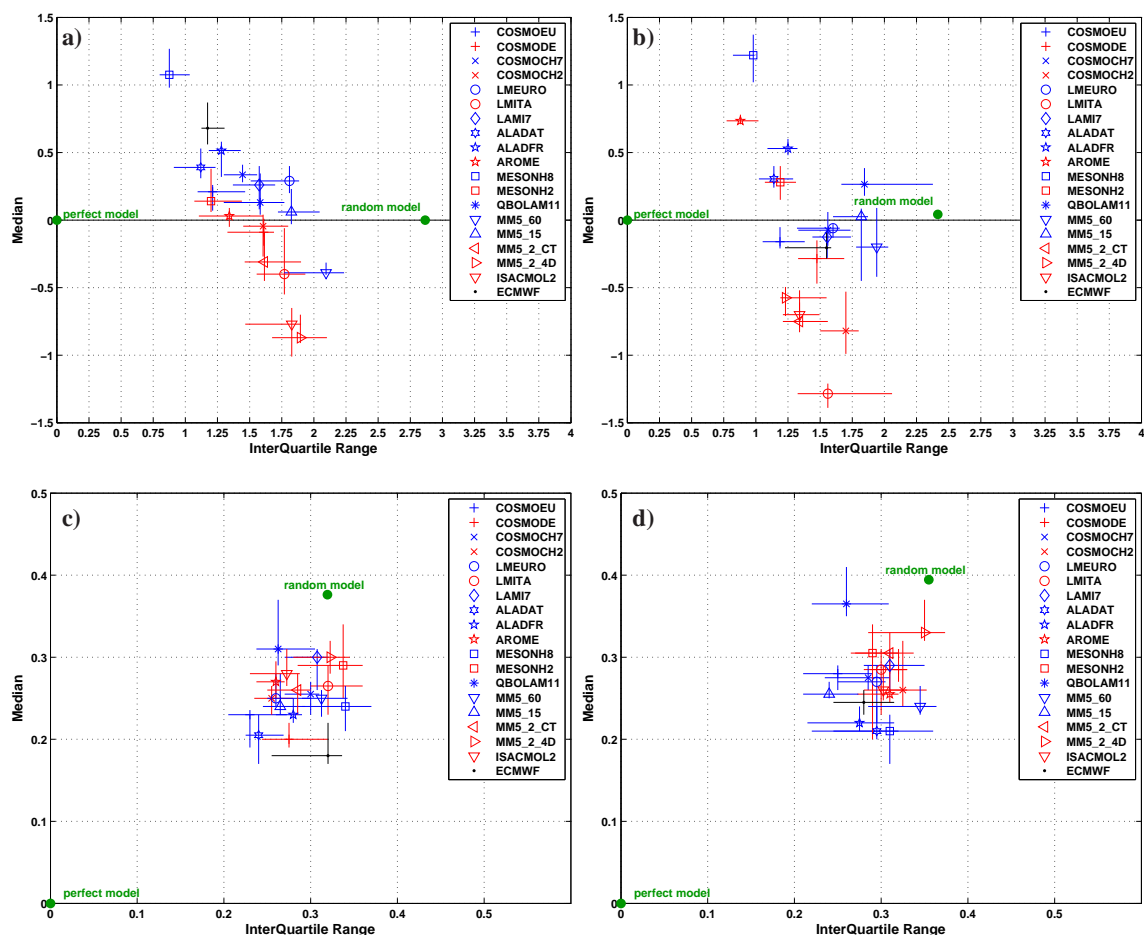 a)
1.5
1
0.5
0
−0.5
−1
−1.5
Median
perfect model
random model
0 0.25 0.5 0.75 1 1.25 1.5 1.75 2 2.25 2.5 2.75 3 3.25 3.5 3.75 4
InterQuartile Range
COSMOEU
COSMODE
COSMOCH7
COSMOCH2
LMEURO
LMITA
LAMI7
ALADAT
ALADFR
AROME
MESONH8
MESONH2
QBOLAM11
MM5_60
MM5_15
MM5_2_CT
MM5_2_4D
ISACMOL2
ECMWF
b)
1.5
1
0.5
0
−0.5
−1
−1.5
Median
perfect model
random model
0 0.25 0.5 0.75 1 1.25 1.5 1.75 2 2.25 2.5 2.75 3 3.25 3.5 3.75 4
InterQuartile Range
COSMOEU
COSMODE
COSMOCH7
COSMOCH2
LMEURO
LMITA
LAMI7
ALADAT
ALADFR
AROME
MESONH8
MESONH2
QBOLAM11
MM5_60
MM5_15
MM5_2_CT
MM5_2_4D
ISACMOL2
ECMWF
c)
0.5
0.4
0.3
0.2
0.1
0
Median
random model
perfect model
0 0.1 0.2 0.3 0.4 0.5
InterQuartile Range
COSMOEU
COSMODE
COSMOCH7
COSMOCH2
LMEURO
LMITA
LAMI7
ALADAT
ALADFR
AROME
MESONH8
MESONH2
QBOLAM11
MM5_60
MM5_15
MM5_2_CT
MM5_2_4D
ISACMOL2
ECMWF
d)
0.5
0.4
0.3
0.2
0.1
0
Median
random model
perfect model
0 0.1 0.2 0.3 0.4 0.5
InterQuartile Range
COSMOEU
COSMODE
COSMOCH7
COSMOCH2
LMEURO
LMITA
LAMI7
ALADAT
ALADFR
AROME
MESONH8
MESONH2
QBOLAM11
MM5_60
MM5_15
MM5_2_CT
MM5_2_4D
ISACMOL2
ECMWF